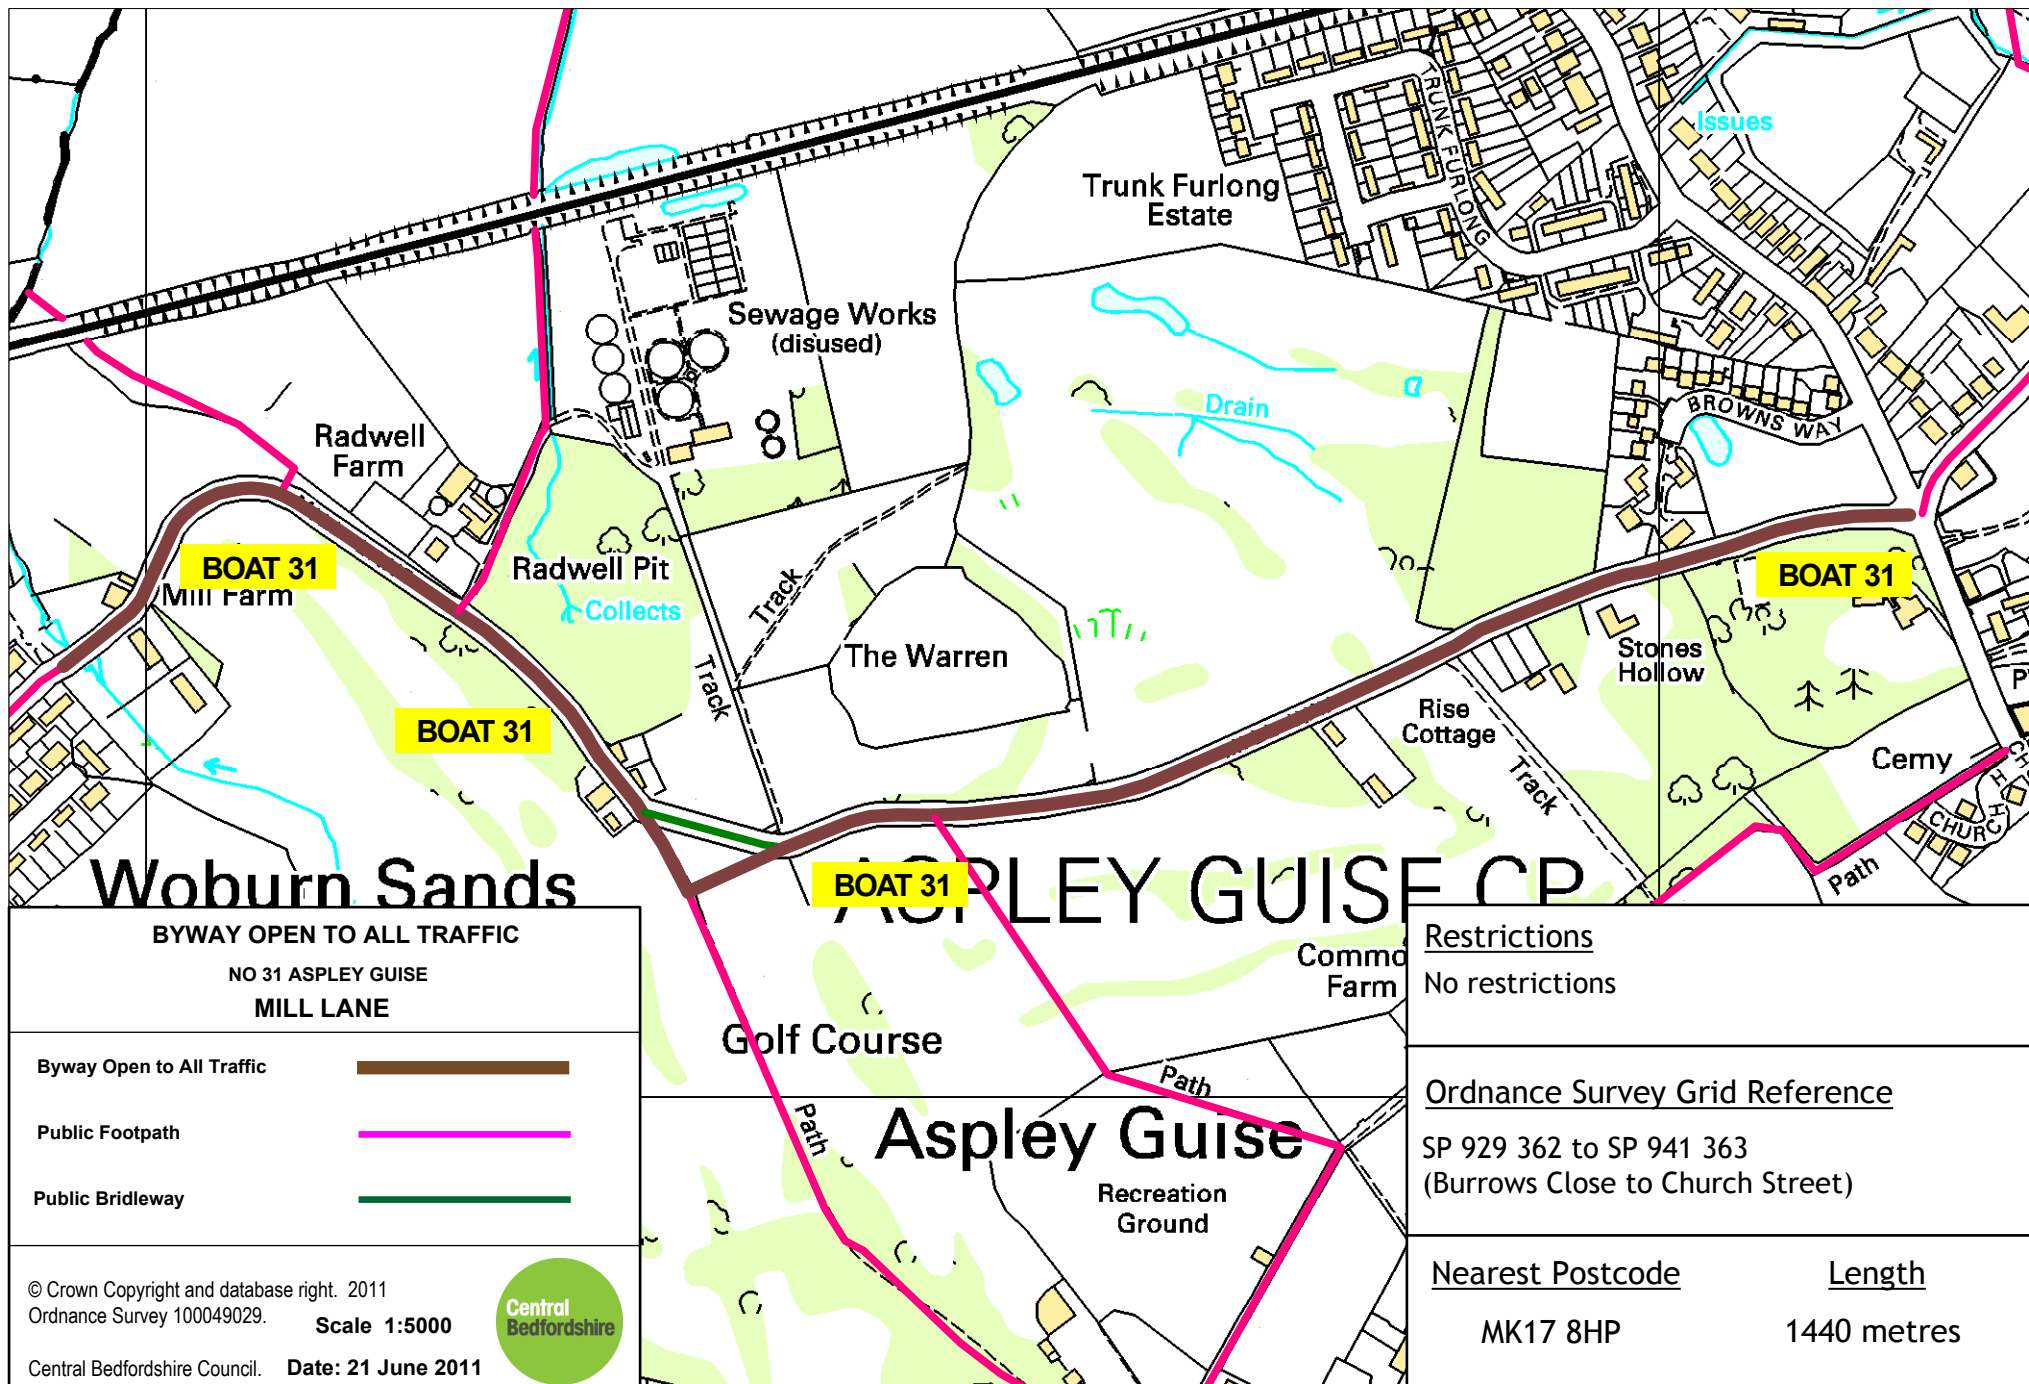 Issues
TRUNK FURLONG
Trunk Furlong
Estate
Sewage Works
(disused)
Drain
BROWNS WAY
Radwell
Farm
BOAT 31
Mill Farm
Radwell Pit
Collects
Track
The Warren
Track
BOAT 31
BOAT 31
Stones
Hollow
Rise
Cottage
Track
Cemy
CHURCH
Path
Woburn Sands
BOAT 31
ASPLEY GUISE CP
Commo
Farm
Golf Course
Path
Path
Aspley Guise
Recreation
Ground
BYWAY OPEN TO ALL TRAFFIC
NO 31 ASPLEY GUISE
MILL LANE
Byway Open to All Traffic
Public Footpath
Public Bridleway
© Crown Copyright and database right. 2011
Ordnance Survey 100049029.
Scale 1:5000
Central Bedfordshire Council.
Date: 21 June 2011
Central
Bedfordshire
Restrictions
No restrictions
Ordnance Survey Grid Reference
SP 929 362 to SP 941 363
(Burrows Close to Church Street)
Nearest Postcode
MK17 8HP
Length
1440 metres